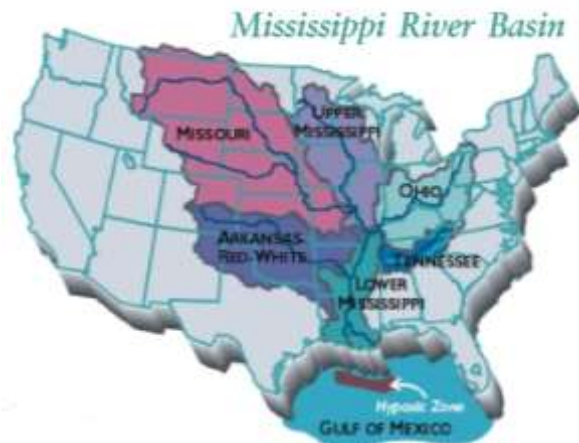 Mississippi River Basin
UPPER
MISSISSIPPI
MISSOURI
OHIO
ARKANSAS-
RED-WHITE
TENNESSEE
LOWER
MISSISSIPPI
Hypoxic Zone
GULF OF MEXICO